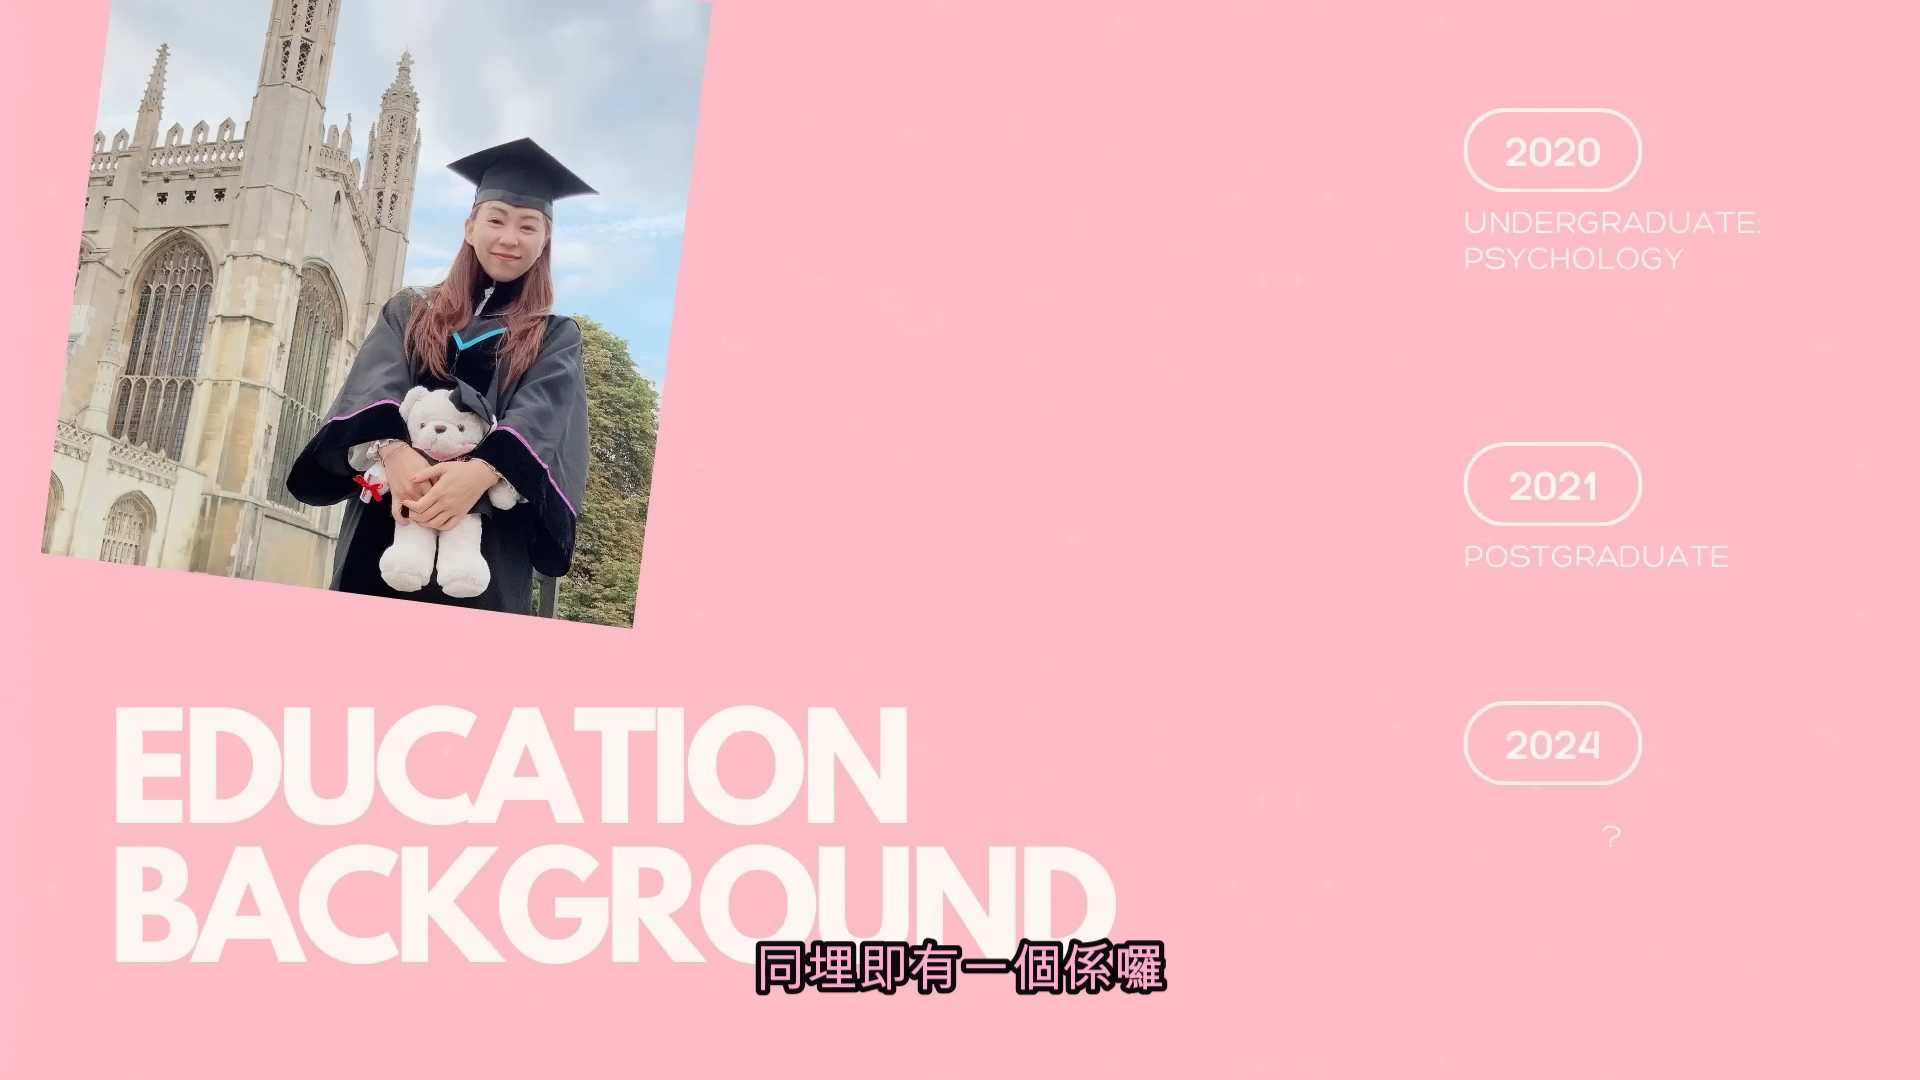 2020
UNDERGRADUATE:
PSYCHOLOGY
2021
POSTGRADUATE
2024
?
EDUCATION
BACKGROUND
同埋即有一個係囉